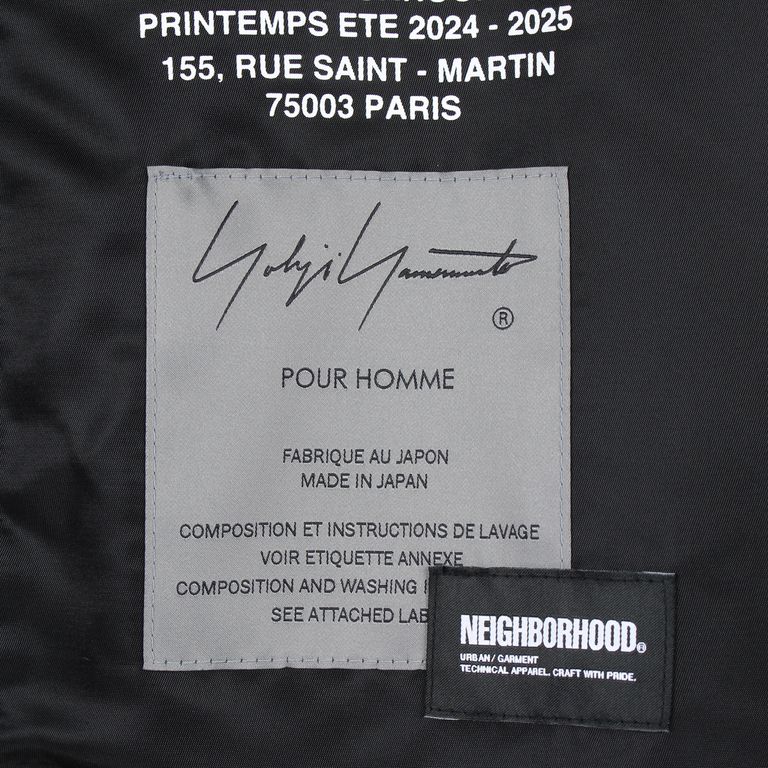 PRINTEMPS ETE 2024 - 2025
155, RUE SAINT - MARTIN
75003 PARIS
Yohji Yamamoto
®
POUR HOMME
FABRIQUE AU JAPON
MADE IN JAPAN
COMPOSITION ET INSTRUCTIONS DE LAVAGE
VOIR ETIQUETTE ANNEXE
COMPOSITION AND WASHING
SEE ATTACHED LAB
NEIGHBORHOOD®
URBAN / GARMENT
TECHNICAL APPAREL. CRAFT WITH PRIDE.